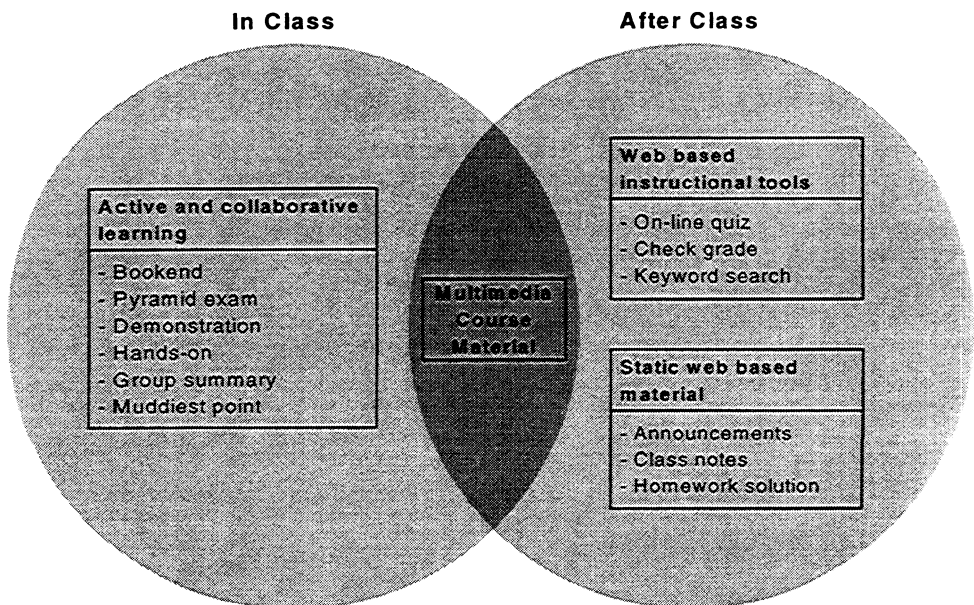 In Class
Active and collaborative
learning
- Bookend
- Pyramid exam
- Demonstration
- Hands-on
- Group summary
- Muddiest point
Multimedia
Course
Material
After Class
Web based
instructional tools
- On-line quiz
- Check grade
- Keyword search
Static web based
material
- Announcements
- Class notes
- Homework solution